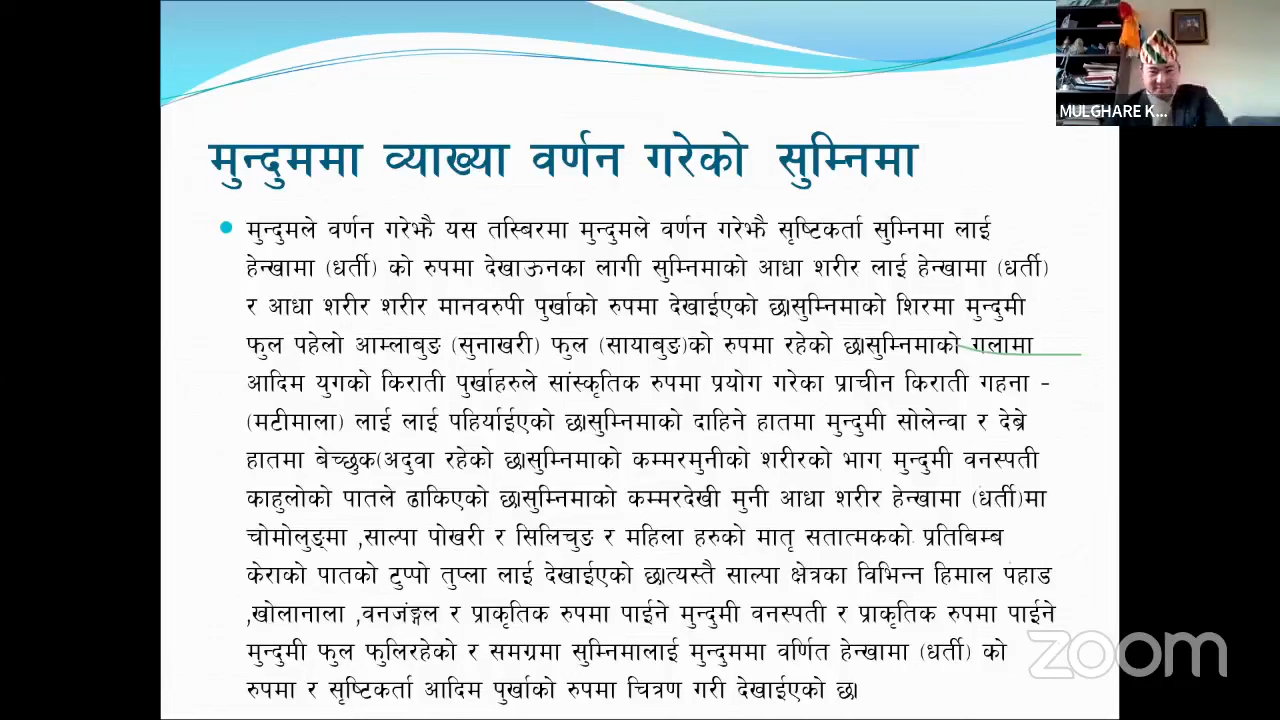 MULGHARE K...
मुन्दुममा व्याख्या वर्णन गरेको सुम्निमा
मुन्दुमले वर्णन गरेझै यस तस्बिरमा मुन्दुमले वर्णन गरेझै सृष्टिकर्ता सुम्निमा लाई
हेन्खामा (धर्ती) को रुपमा देखाऊनका लागी सुम्निमाको आधा शरीर लाई हेन्खामा (धर्ती)
र आधा शरीर शरीर मानवरुपी पुर्खाको रुपमा देखाईएको छ।सुम्निमाको शिरमा मुन्दुमी
फुल पहेलो आम्लाबुङ (सुनाखरी) फुल (सायाबुङ)को रुपमा रहेको छ।सुम्निमाको गलामा
आदिम युगको किराती पुर्खाहरुले सांस्कृतिक रुपमा प्रयोग गरेका प्राचीन किराती गहना -
(मटीमाला) लाई लाई पहिर्याईएको छ।सुम्निमाको दाहिने हातमा मुन्दुमी सोलेन्वा र देब्रे
हातमा बेच्छुक(अदुवा रहेको छ।सुम्निमाको कम्मरमुनीको शरीरको भाग मुन्दुमी वनस्पती
काहुलोको पातले ढाकिएको छ।सुम्निमाको कम्मरदेखी मुनी आधा शरीर हेन्खामा (धर्ती)मा
चोमोलुङ्मा ,साल्पा पोखरी र सिलिचुङ र महिला हरुको मातृ सतात्मकको प्रतिबिम्ब
केराको पातको टुप्पो तुप्ला लाई देखाईएको छ।त्यस्तै साल्पा क्षेत्रका विभिन्न हिमाल पहाड
,खोलानाला ,वनजंङ्गल र प्राकृतिक रुपमा पाईने मुन्दुमी वनस्पती र प्राकृतिक रुपमा पाईने
मुन्दुमी फुल फुलिरहेको र समग्रमा सुम्निमालाई मुन्दुममा वर्णित हेन्खामा (धर्ती) को
रुपमा र सृष्टिकर्ता आदिम पुर्खाको रुपमा चित्रण गरी देखाईएको छ।
zoom